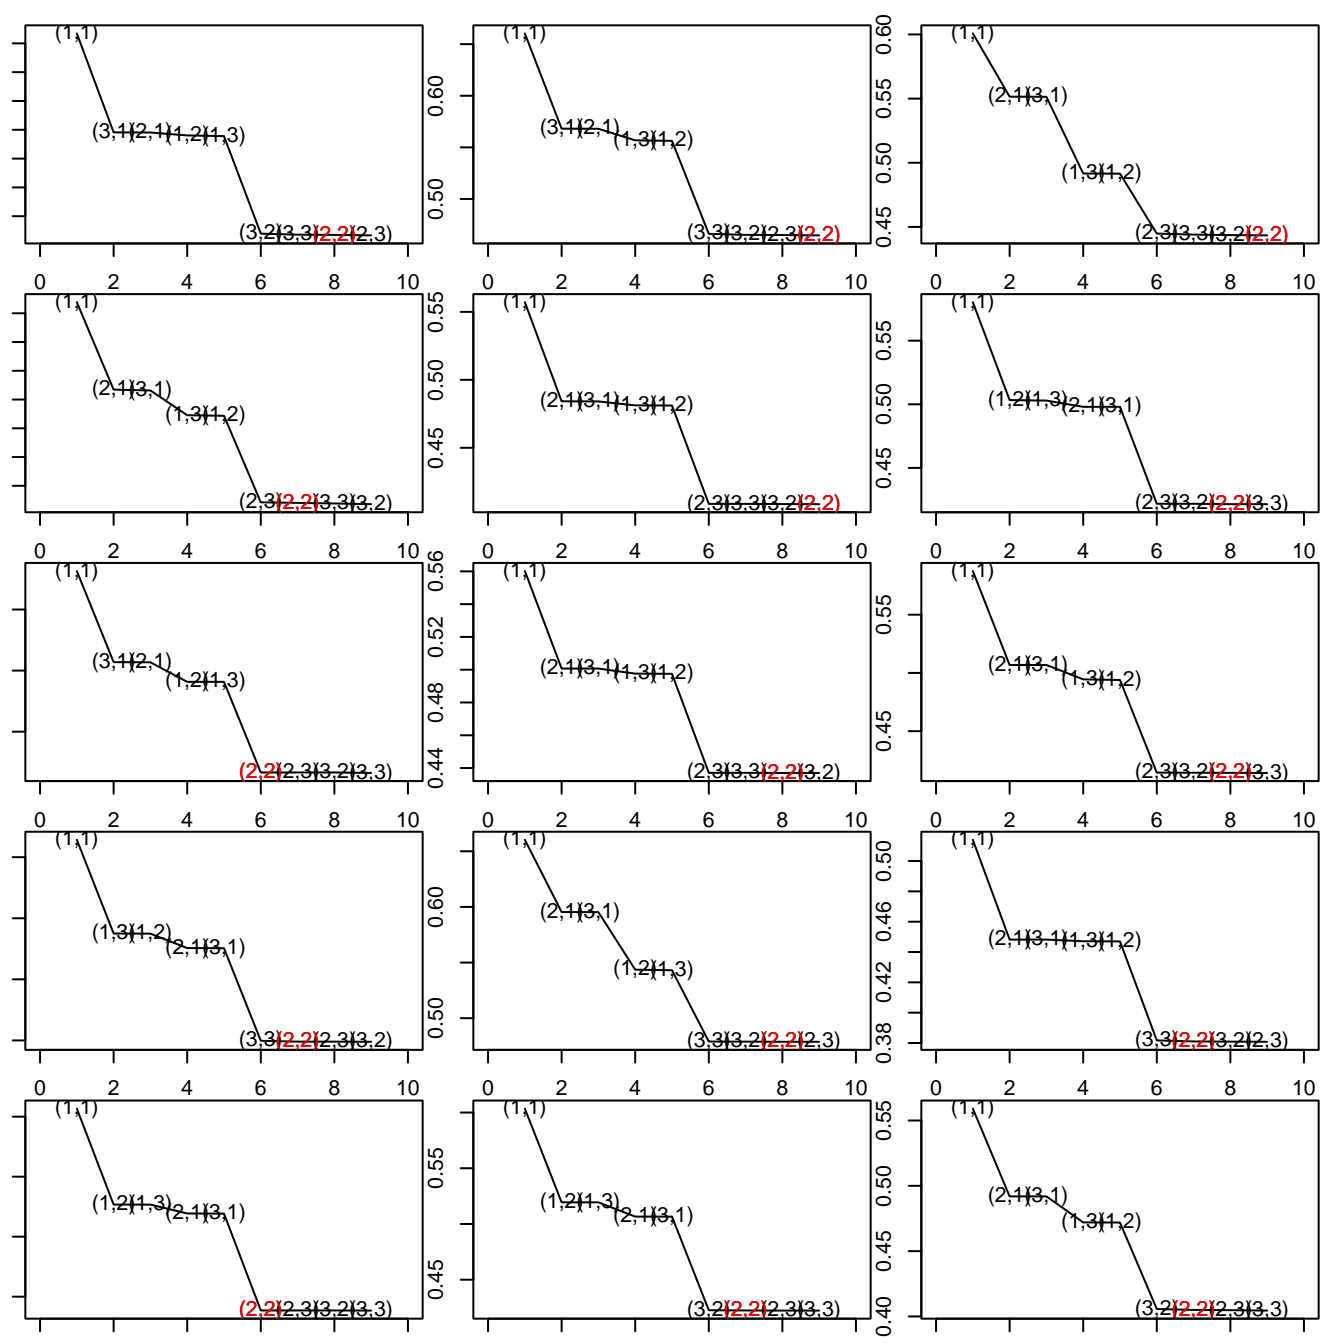 (1,1) (3,1) (2,1) (1,2) (1,3) (3,2) (3,3) (2,2) (2,3)
0.50 0.60
(1,1) (3,1) (2,1) (1,3) (1,2) (3,3) (3,2) (2,3) (2,2)
0.45 0.50 0.55 0.60
(1,1) (2,1) (3,1) (1,3) (1,2) (2,3) (3,3) (3,2) (2,2)
0 2 4 6 8 10
0 2 4 6 8 10
0 2 4 6 8 10
(1,1) (2,1) (3,1) (1,3) (1,2) (2,3) (2,2) (3,3) (3,2)
0.45 0.50 0.55
(1,1) (2,1) (3,1) (1,3) (1,2) (2,3) (3,3) (3,2) (2,2)
0.45 0.50 0.55
(1,1) (1,2) (1,3) (2,1) (3,1) (2,3) (3,2) (2,2) (3,3)
0 2 4 6 8 10
0 2 4 6 8 10
0 2 4 6 8 10
(1,1) (3,1) (2,1) (1,2) (1,3) (2,2) (2,3) (3,2) (3,3)
0.44 0.48 0.52 0.56
(1,1) (2,1) (3,1) (1,3) (1,2) (2,3) (3,3) (2,2) (3,2)
0.45 0.55
(1,1) (2,1) (3,1) (1,3) (1,2) (2,3) (3,2) (2,2) (3,3)
0 2 4 6 8 10
0 2 4 6 8 10
0 2 4 6 8 10
(1,1) (1,3) (1,2) (2,1) (3,1) (3,3) (2,2) (2,3) (3,2)
0.50 0.60
(1,1) (2,1) (3,1) (1,2) (1,3) (3,3) (3,2) (2,2) (2,3)
0.38 0.42 0.46 0.50
(1,1) (2,1) (3,1) (1,3) (1,2) (3,3) (2,2) (3,2) (2,3)
0 2 4 6 8 10
0 2 4 6 8 10
0 2 4 6 8 10
(1,1) (1,2) (1,3) (2,1) (3,1) (2,2) (2,3) (3,2) (3,3)
0.45 0.55
(1,1) (1,2) (1,3) (2,1) (3,1) (3,2) (2,2) (2,3) (3,3)
0.40 0.45 0.50 0.55
(1,1) (2,1) (3,1) (1,3) (1,2) (3,2) (2,2) (2,3) (3,3)